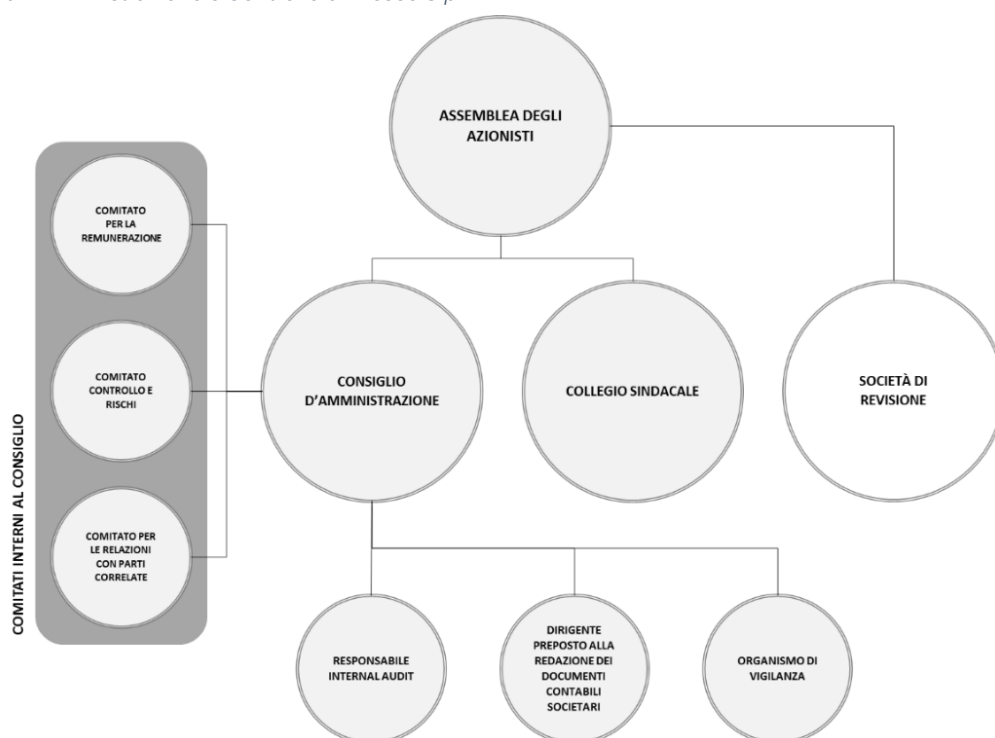 ASSEMBLEA DEGLI
AZIONISTI
COMITATO
PER LA
REMUNERAZIONE
COMITATO
CONTROLLO E
RISCHI
COMITATO PER
LE RELAZIONI
CON PARTI
CORRELATE
COMITATI INTERNI AL CONSIGLIO
CONSIGLIO
D’AMMINISTRAZIONE
COLLEGIO SINDACALE
SOCIETÀ DI
REVISIONE
RESPONSABILE
INTERNAL AUDIT
DIRIGENTE
PREPOSTO ALLA
REDAZIONE DEI
DOCUMENTI
CONTABILI
SOCIETARI
ORGANISMO DI
VIGILANZA